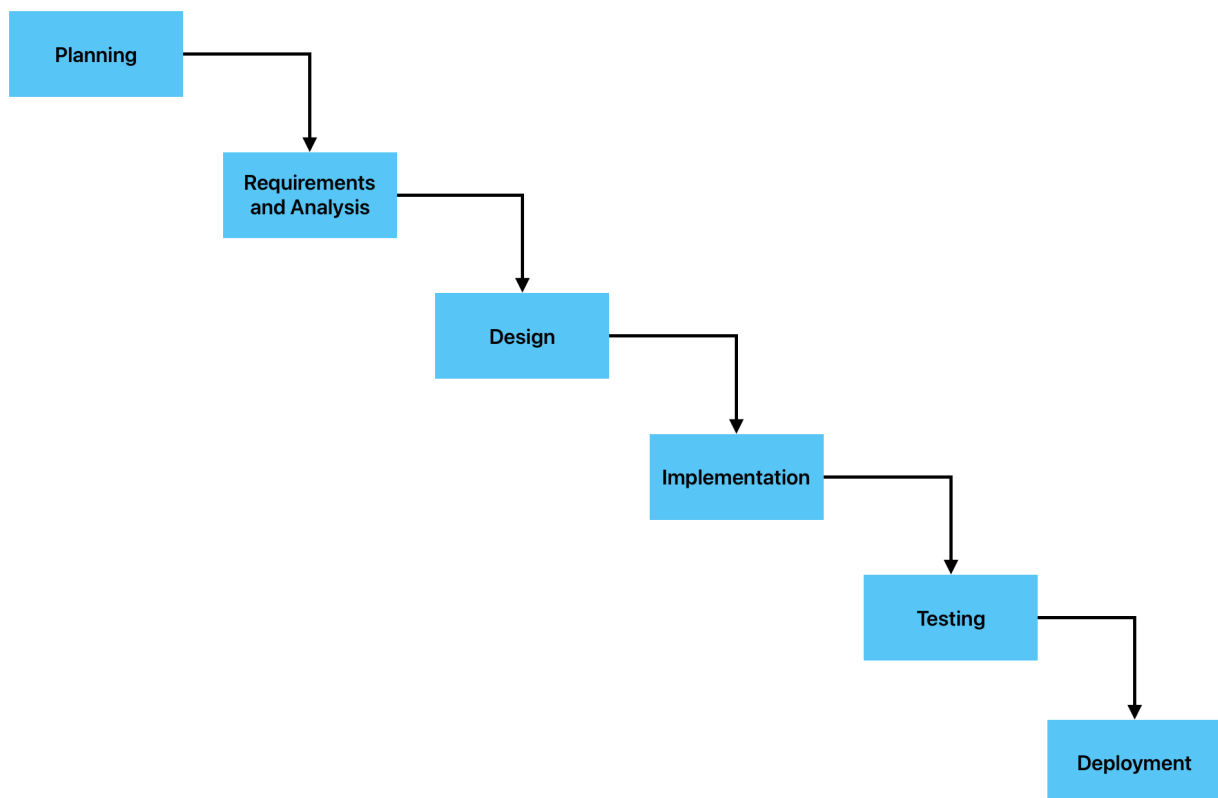 Planning
Requirements
and Analysis
Design
Implementation
Testing
Deployment